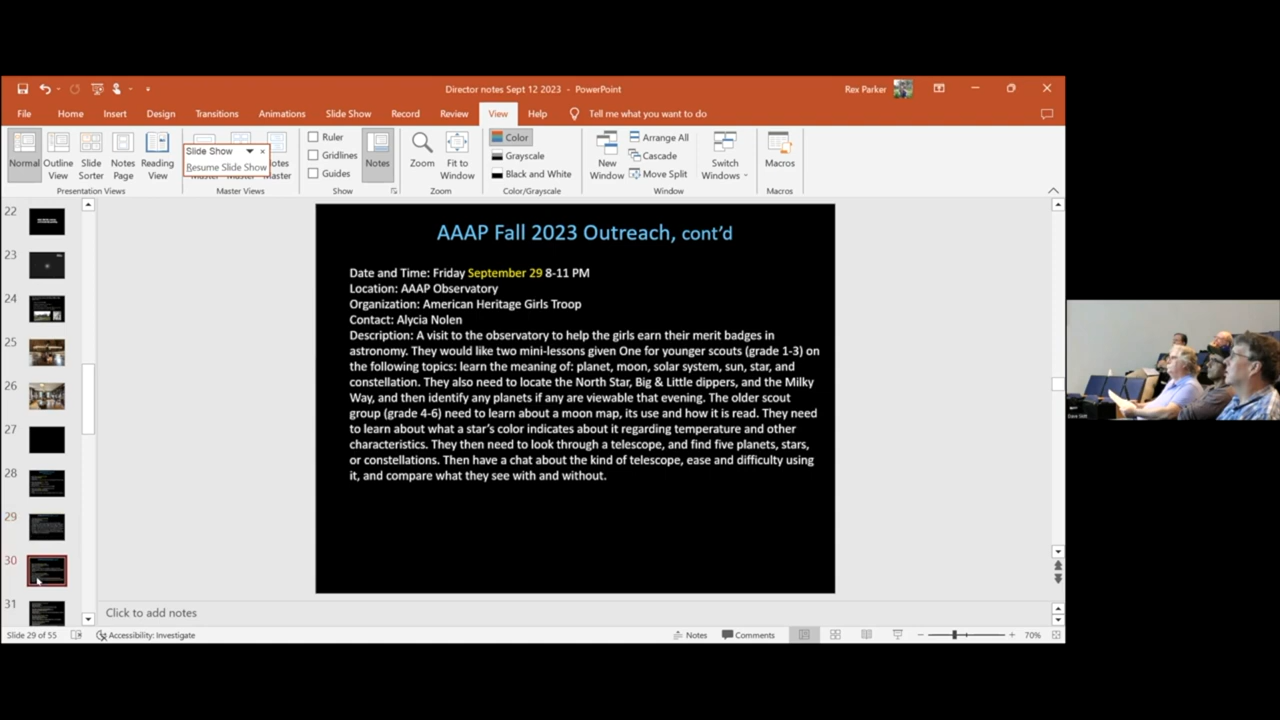 Director notes Sept 12 2023 - PowerPoint
Rex Parker
File Home Insert Design Transitions Animations Slide Show Record Review View Help Tell me what you want to do
Normal
Outline View
Slide Sorter
Notes Page
Reading View
Slide Show
Resume Slide Show
Master
Ruler
Gridlines
Guides
Notes
Zoom
Fit to Window
Color
Grayscale
Black and White
New Window
Arrange All
Cascade
Move Split
Switch Windows
Macros
Presentation Views
Master Views
Show
Zoom
Color/Grayscale
Window
Macros
22
23
24
25
26
27
28
29
30
31
AAAP Fall 2023 Outreach, cont’d
Date and Time: Friday September 29 8-11 PM
Location: AAAP Observatory
Organization: American Heritage Girls Troop
Contact: Alycia Nolen
Description: A visit to the observatory to help the girls earn their merit badges in
astronomy. They would like two mini-lessons given One for younger scouts (grade 1-3) on
the following topics: learn the meaning of: planet, moon, solar system, sun, star, and
constellation. They also need to locate the North Star, Big & Little dippers, and the Milky
Way, and then identify any planets if any are viewable that evening. The older scout
group (grade 4-6) need to learn about a moon map, its use and how it is read. They need
to learn about what a star’s color indicates about it regarding temperature and other
characteristics. They then need to look through a telescope, and find five planets, stars,
or constellations. Then have a chat about the kind of telescope, ease and difficulty using
it, and compare what they see with and without.
Click to add notes
Slide 29 of 55
Accessibility: Investigate
Notes
Comments
70%